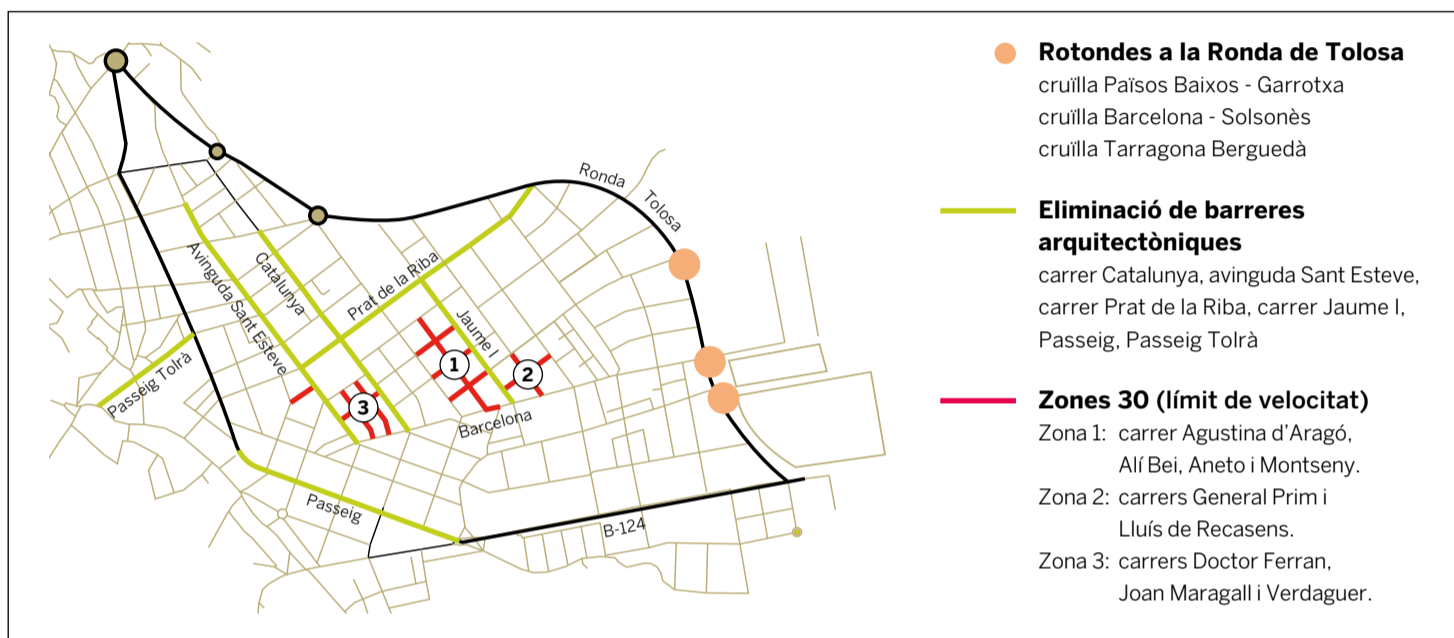 Ronda
Tolosa
Avinguda Sant Esteve
Catalunya
Prat de la Riba
Jaume I
Passeig Tolrà
1
2
3
Barcelona
Passeig
B-124
Rotondes a la Ronda de Tolosa
cruïlla Països Baixos - Garrotxa
cruïlla Barcelona - Solsonès
cruïlla Tarragona Berguedà
Eliminació de barreres
arquitectòniques
carrer Catalunya, avinguda Sant Esteve,
carrer Prat de la Riba, carrer Jaume I,
Passeig, Passeig Tolrà
Zones 30 (límit de velocitat)
Zona 1: carrer Agustina d'Aragó,
Alí Bei, Aneto i Montseny.
Zona 2: carrers General Prim i
Lluís de Recasens.
Zona 3: carrers Doctor Ferran,
Joan Maragall i Verdaguer.